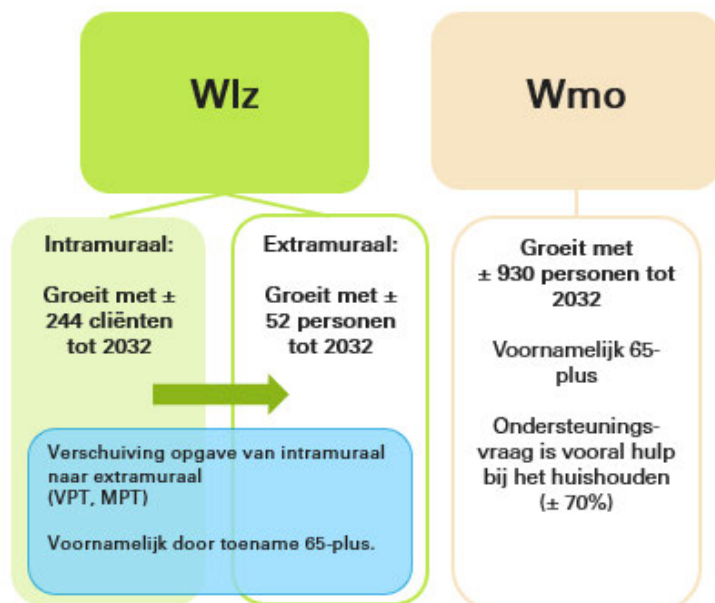 Wlz
Wmo
Intramuraal:
Groeit met ±
244 cliënten
tot 2032
Extramuraal:
Groeit met ±
52 personen
tot 2032
Verschuiving opgave van intramuraal
naar extramuraal
(VPT, MPT)
Voornamelijk door toename 65-plus.
Groeit met
± 930 personen tot
2032
Voornamelijk 65-
plus
Ondersteunings-
vraag is vooral hulp
bij het huishouden
(± 70%)